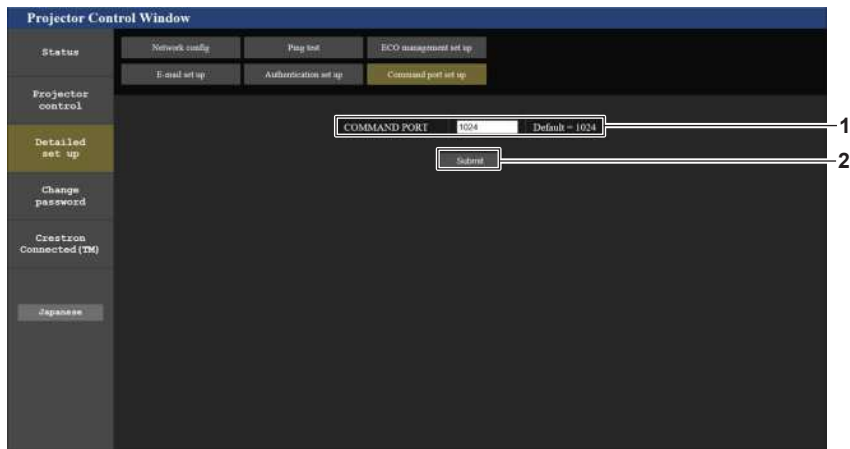 Projector Control Window
Status
Network config
Ping test
ECO management set up
E-mail set up
Authentication set up
Command port set up
Projector
control
Detailed
set up
Change
password
Crestron
Connected(TM)
Japanese
COMMAND PORT 1024 Default = 1024
1
Submit
2